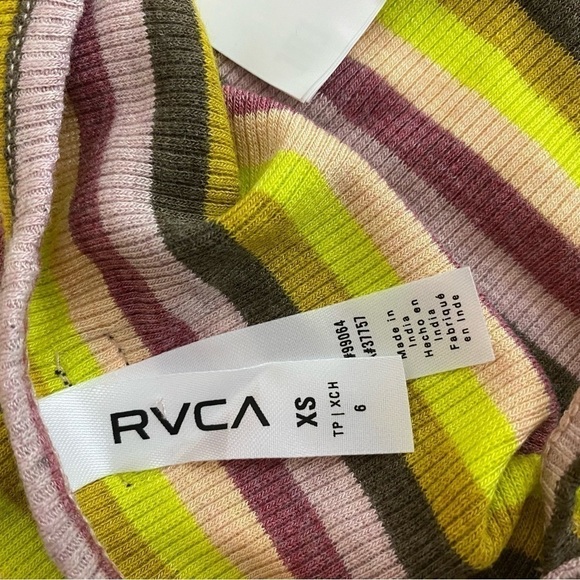 RVCA
XS
TP | XCH
6
#99064
#37757
Made in
India
Hecho en
India
Fabriqué
en Inde